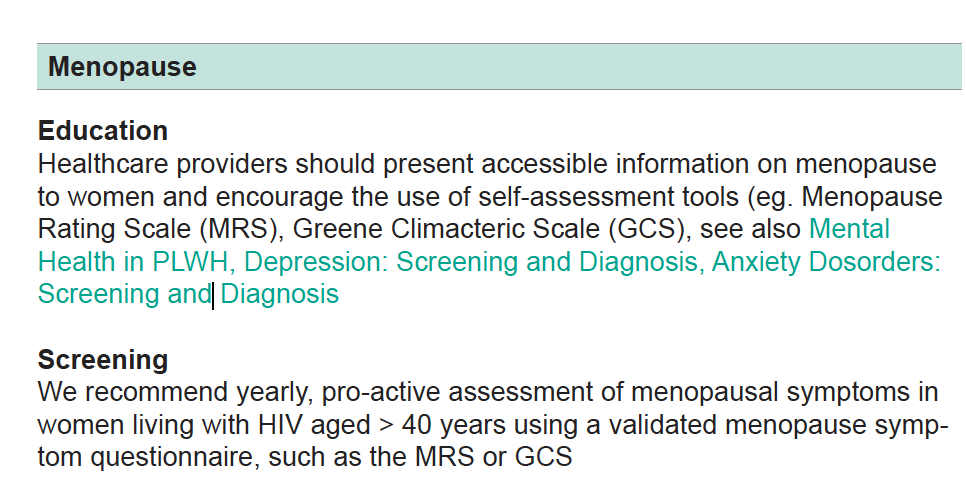 Menopause
Education
Healthcare providers should present accessible information on menopause
to women and encourage the use of self-assessment tools (eg. Menopause
Rating Scale (MRS), Greene Climacteric Scale (GCS), see also Mental
Health in PLWH, Depression: Screening and Diagnosis, Anxiety Dosorders:
Screening and Diagnosis
Screening
We recommend yearly, pro-active assessment of menopausal symptoms in
women living with HIV aged > 40 years using a validated menopause symp-
tom questionnaire, such as the MRS or GCS